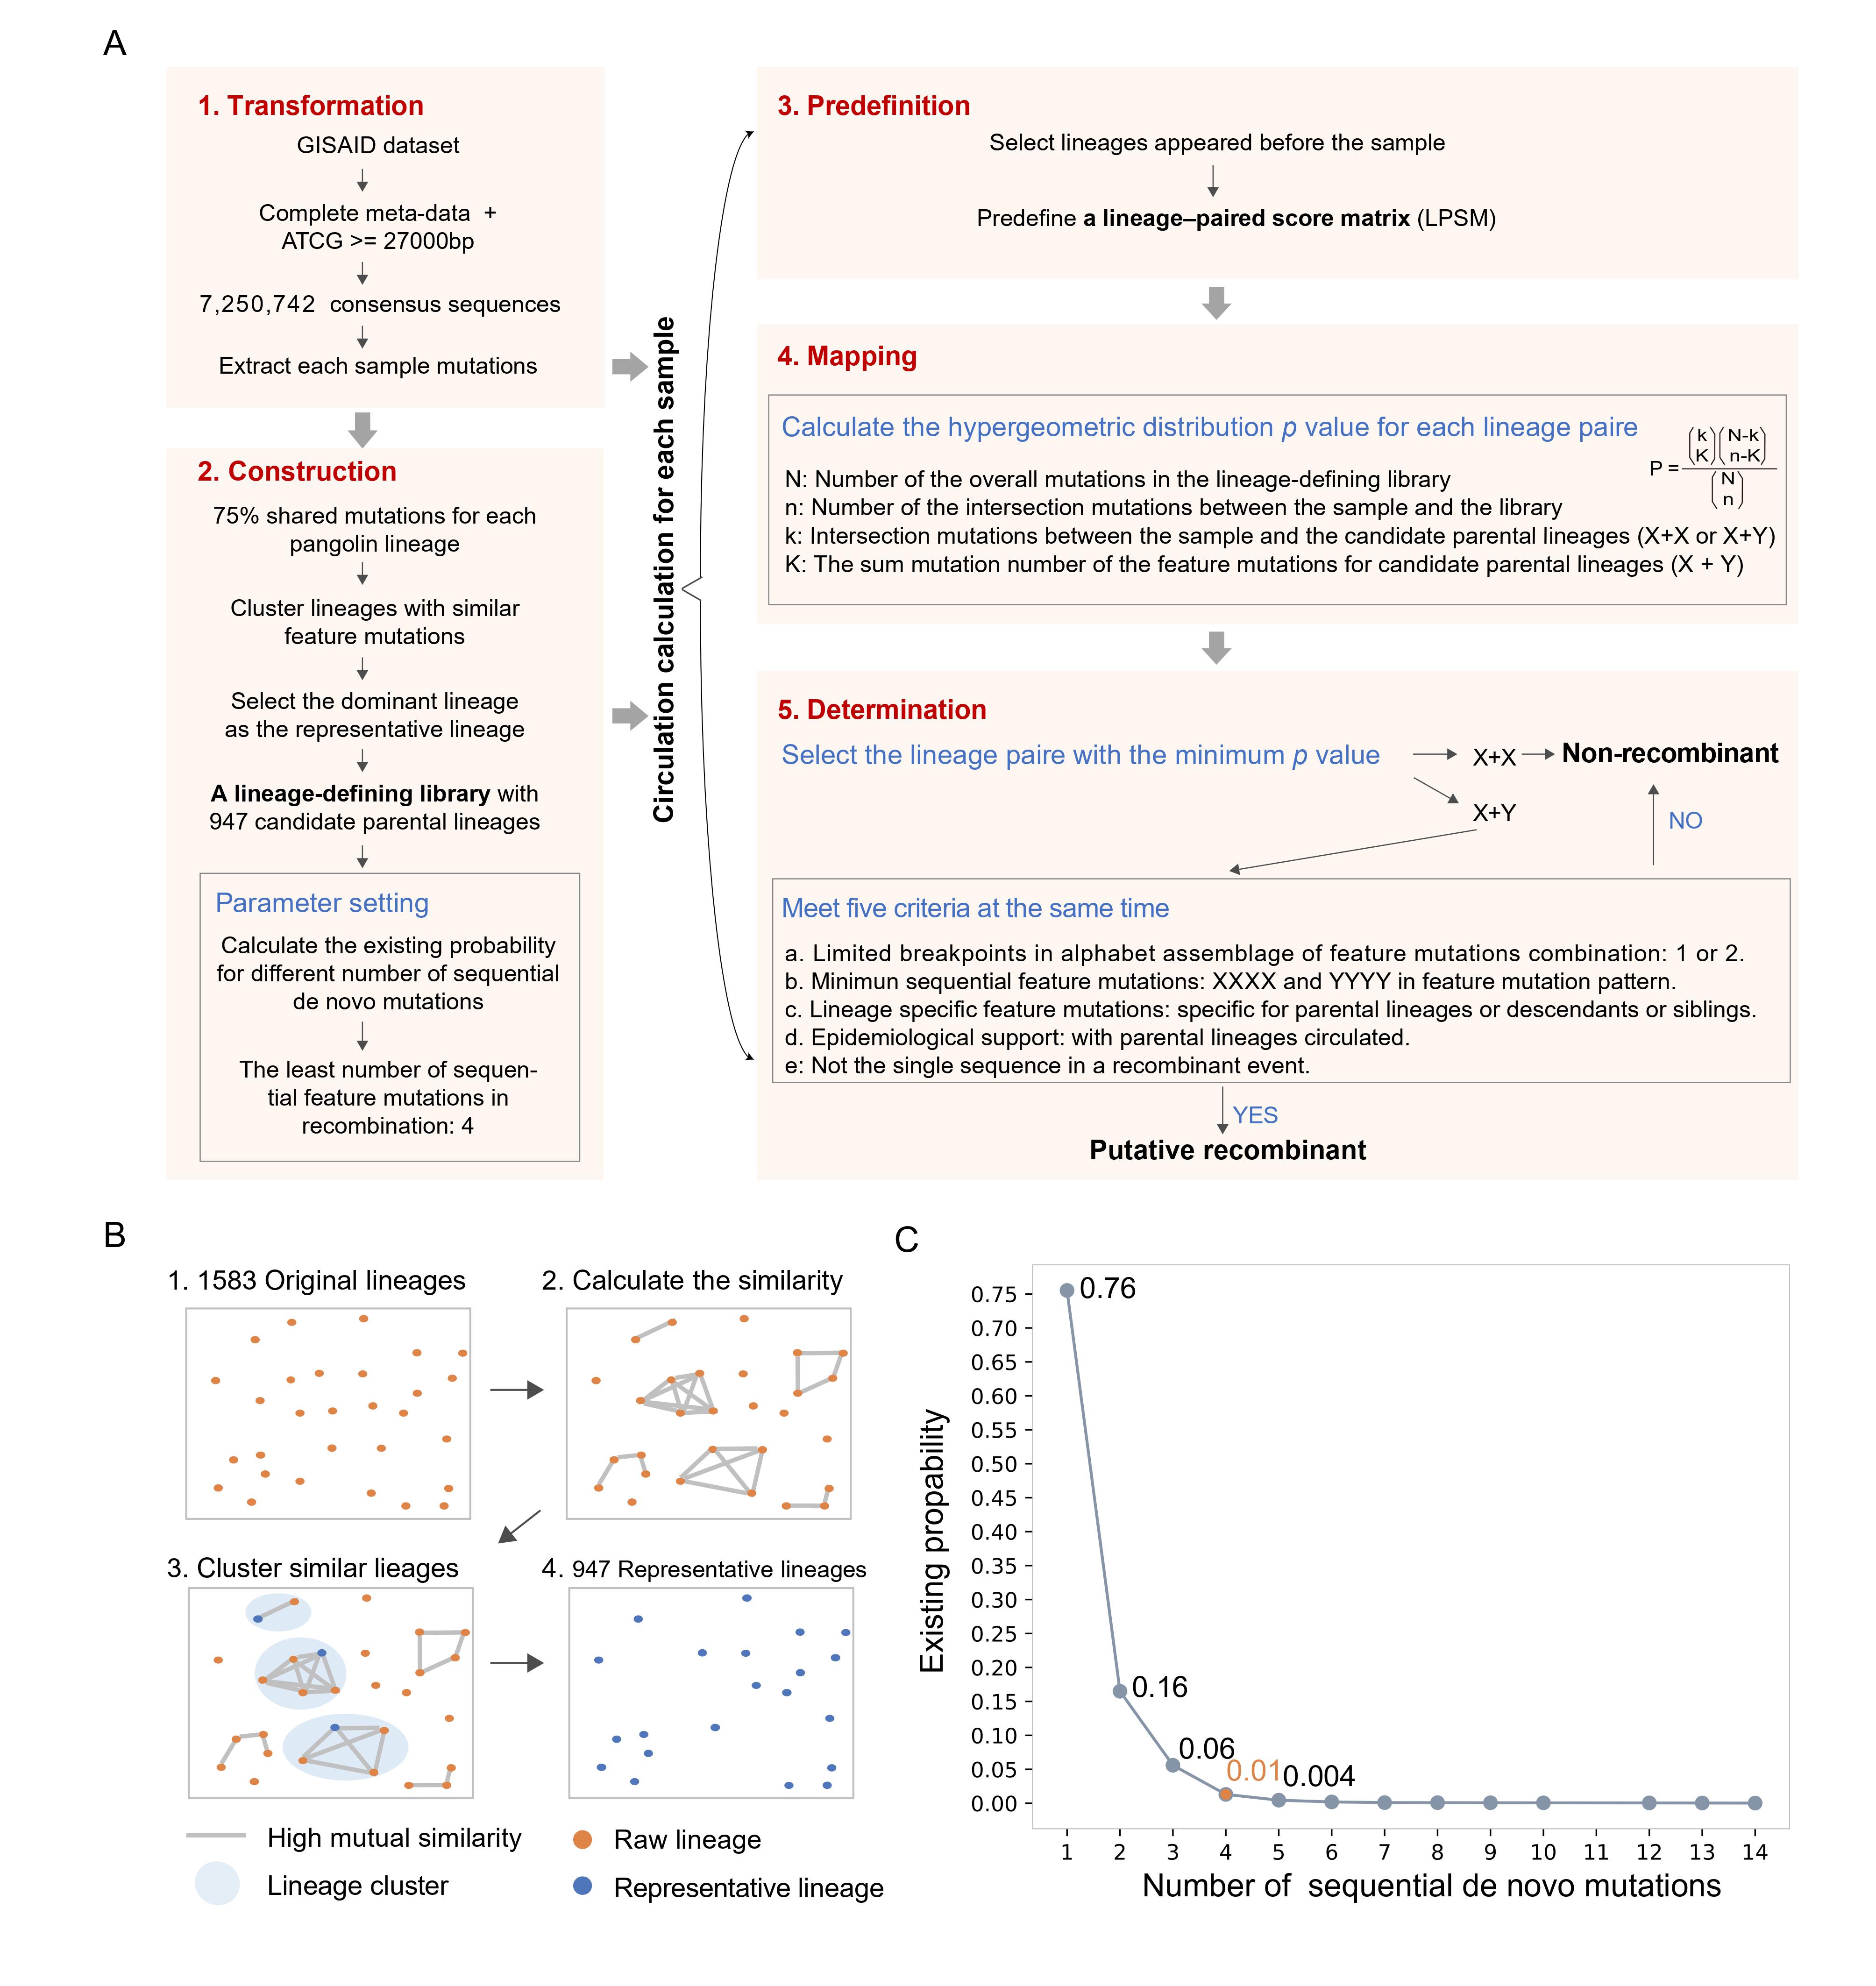 A
1. Transformation
GISAID dataset
Complete meta-data +
ATCG >= 27000bp
7,250,742 consensus sequences
Extract each sample mutations
2. Construction
75% shared mutations for each
pangolin lineage
Cluster lineages with similar
feature mutations
Select the dominant lineage
as the representative lineage
A lineage-defining library with
947 candidate parental lineages
Parameter setting
Calculate the existing probability
for different number of sequential
de novo mutations
The least number of sequen-
tial feature mutations in
recombination: 4
Circulation calculation for each sample
3. Predefinition
Select lineages appeared before the sample
Predefine a lineage–paired score matrix (LPSM)
4. Mapping
Calculate the hypergeometric distribution p value for each lineage paire
N: Number of the overall mutations in the lineage-defining library
n: Number of the intersection mutations between the sample and the library
k: Intersection mutations between the sample and the candidate parental lineages (X+X or X+Y)
K: The sum mutation number of the feature mutations for candidate parental lineages (X + Y)
(k) (N-k)
P = (K) (n-K)
(N)
(n)
5. Determination
Select the lineage paire with the minimum p value
X+X
Non-recombinant
X+Y
NO
Meet five criteria at the same time
a. Limited breakpoints in alphabet assemblage of feature mutations combination: 1 or 2.
b. Minimun sequential feature mutations: XXXX and YYYY in feature mutation pattern.
c. Lineage specific feature mutations: specific for parental lineages or descendants or siblings.
d. Epidemiological support: with parental lineages circulated.
e: Not the single sequence in a recombinant event.
YES
Putative recombinant
B
1. 1583 Original lineages
2. Calculate the similarity
3. Cluster similar lieages
4. 947 Representative lineages
High mutual similarity
Raw lineage
Lineage cluster
Representative lineage
C
Existing propability
0.75
0.70
0.65
0.60
0.55
0.50
0.45
0.40
0.35
0.30
0.25
0.20
0.15
0.10
0.05
0.00
0.76
0.16
0.06
0.01
0.004
1 2 3 4 5 6 7 8 9 10 11 12 13 14
Number of sequential de novo mutations